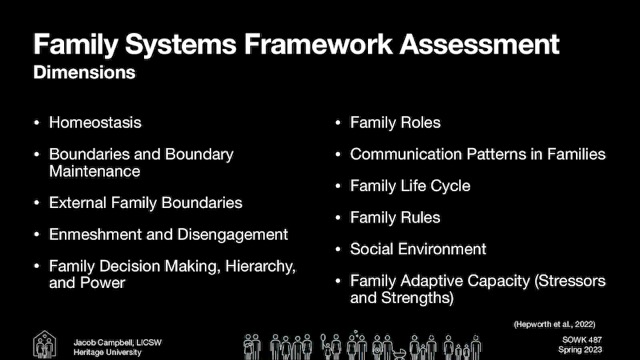 Family Systems Framework Assessment
Dimensions
• Homeostasis
• Boundaries and Boundary
Maintenance
• External Family Boundaries
• Enmeshment and Disengagement
• Family Decision Making, Hierarchy,
and Power
• Family Roles
• Communication Patterns in Families
• Family Life Cycle
• Family Rules
• Social Environment
• Family Adaptive Capacity (Stressors
and Strengths)
(Hepworth et al., 2022)
Jacob Campbell, LICSW
Heritage University
SOWK 487
Spring 2023